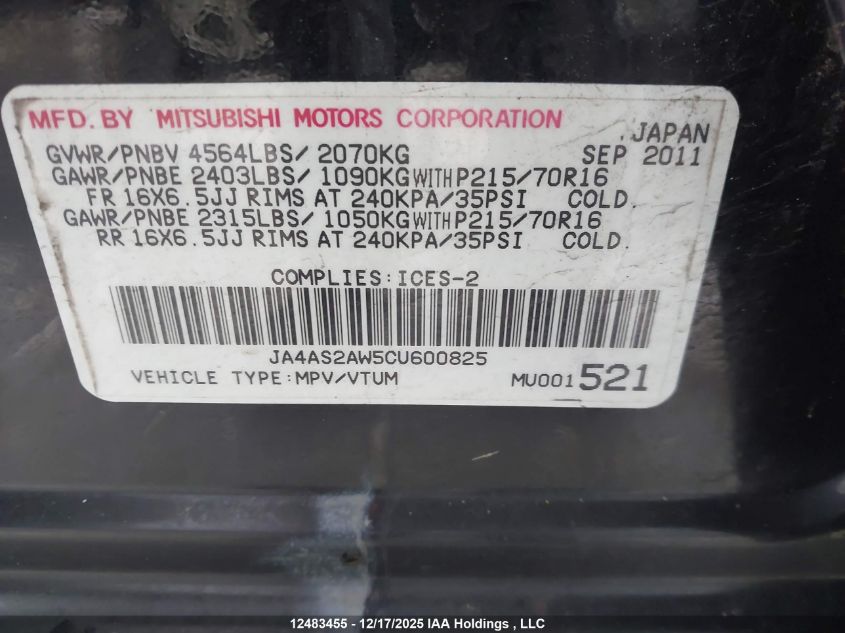 MFD. BY MITSUBISHI MOTORS CORPORATION
JAPAN
GVWR/PNBV 4564LBS/ 2070KG SEP 2011
GAWR/PNBE 2403LBS/ 1090KG WITH P215/70R16
FR 16X6.5JJ RIMS AT 240KPA/35PSI COLD.
GAWR/PNBE 2315LBS/ 1050KG WITH P215/70R16
RR 16X6.5JJ RIMS AT 240KPA/35PSI COLD.
COMPLIES:ICES-2
JA4AS2AW5CU600825
VEHICLE TYPE:MPV/VTUM MU001 521
12483455 - 12/17/2025 IAA Holdings , LLC